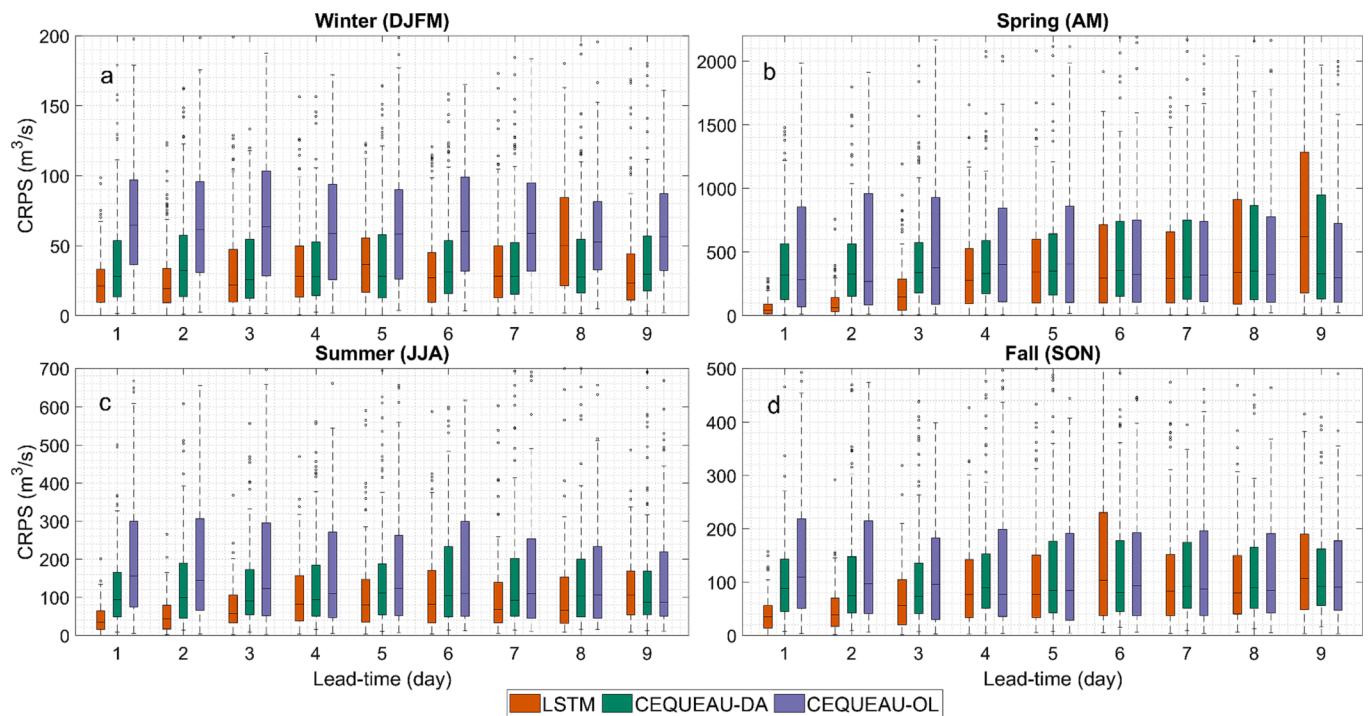 Winter (DJFM)
Spring (AM)
200
150
100
50
0
CRPS (m³/s)
a
1 2 3 4 5 6 7 8 9
2000
1500
1000
500
0
b
1 2 3 4 5 6 7 8 9
Summer (JJA)
Fall (SON)
700
600
500
400
300
200
100
0
CRPS (m³/s)
c
1 2 3 4 5 6 7 8 9
Lead-time (day)
500
400
300
200
100
0
d
1 2 3 4 5 6 7 8 9
Lead-time (day)
LSTM CEQUEAU-DA CEQUEAU-OL